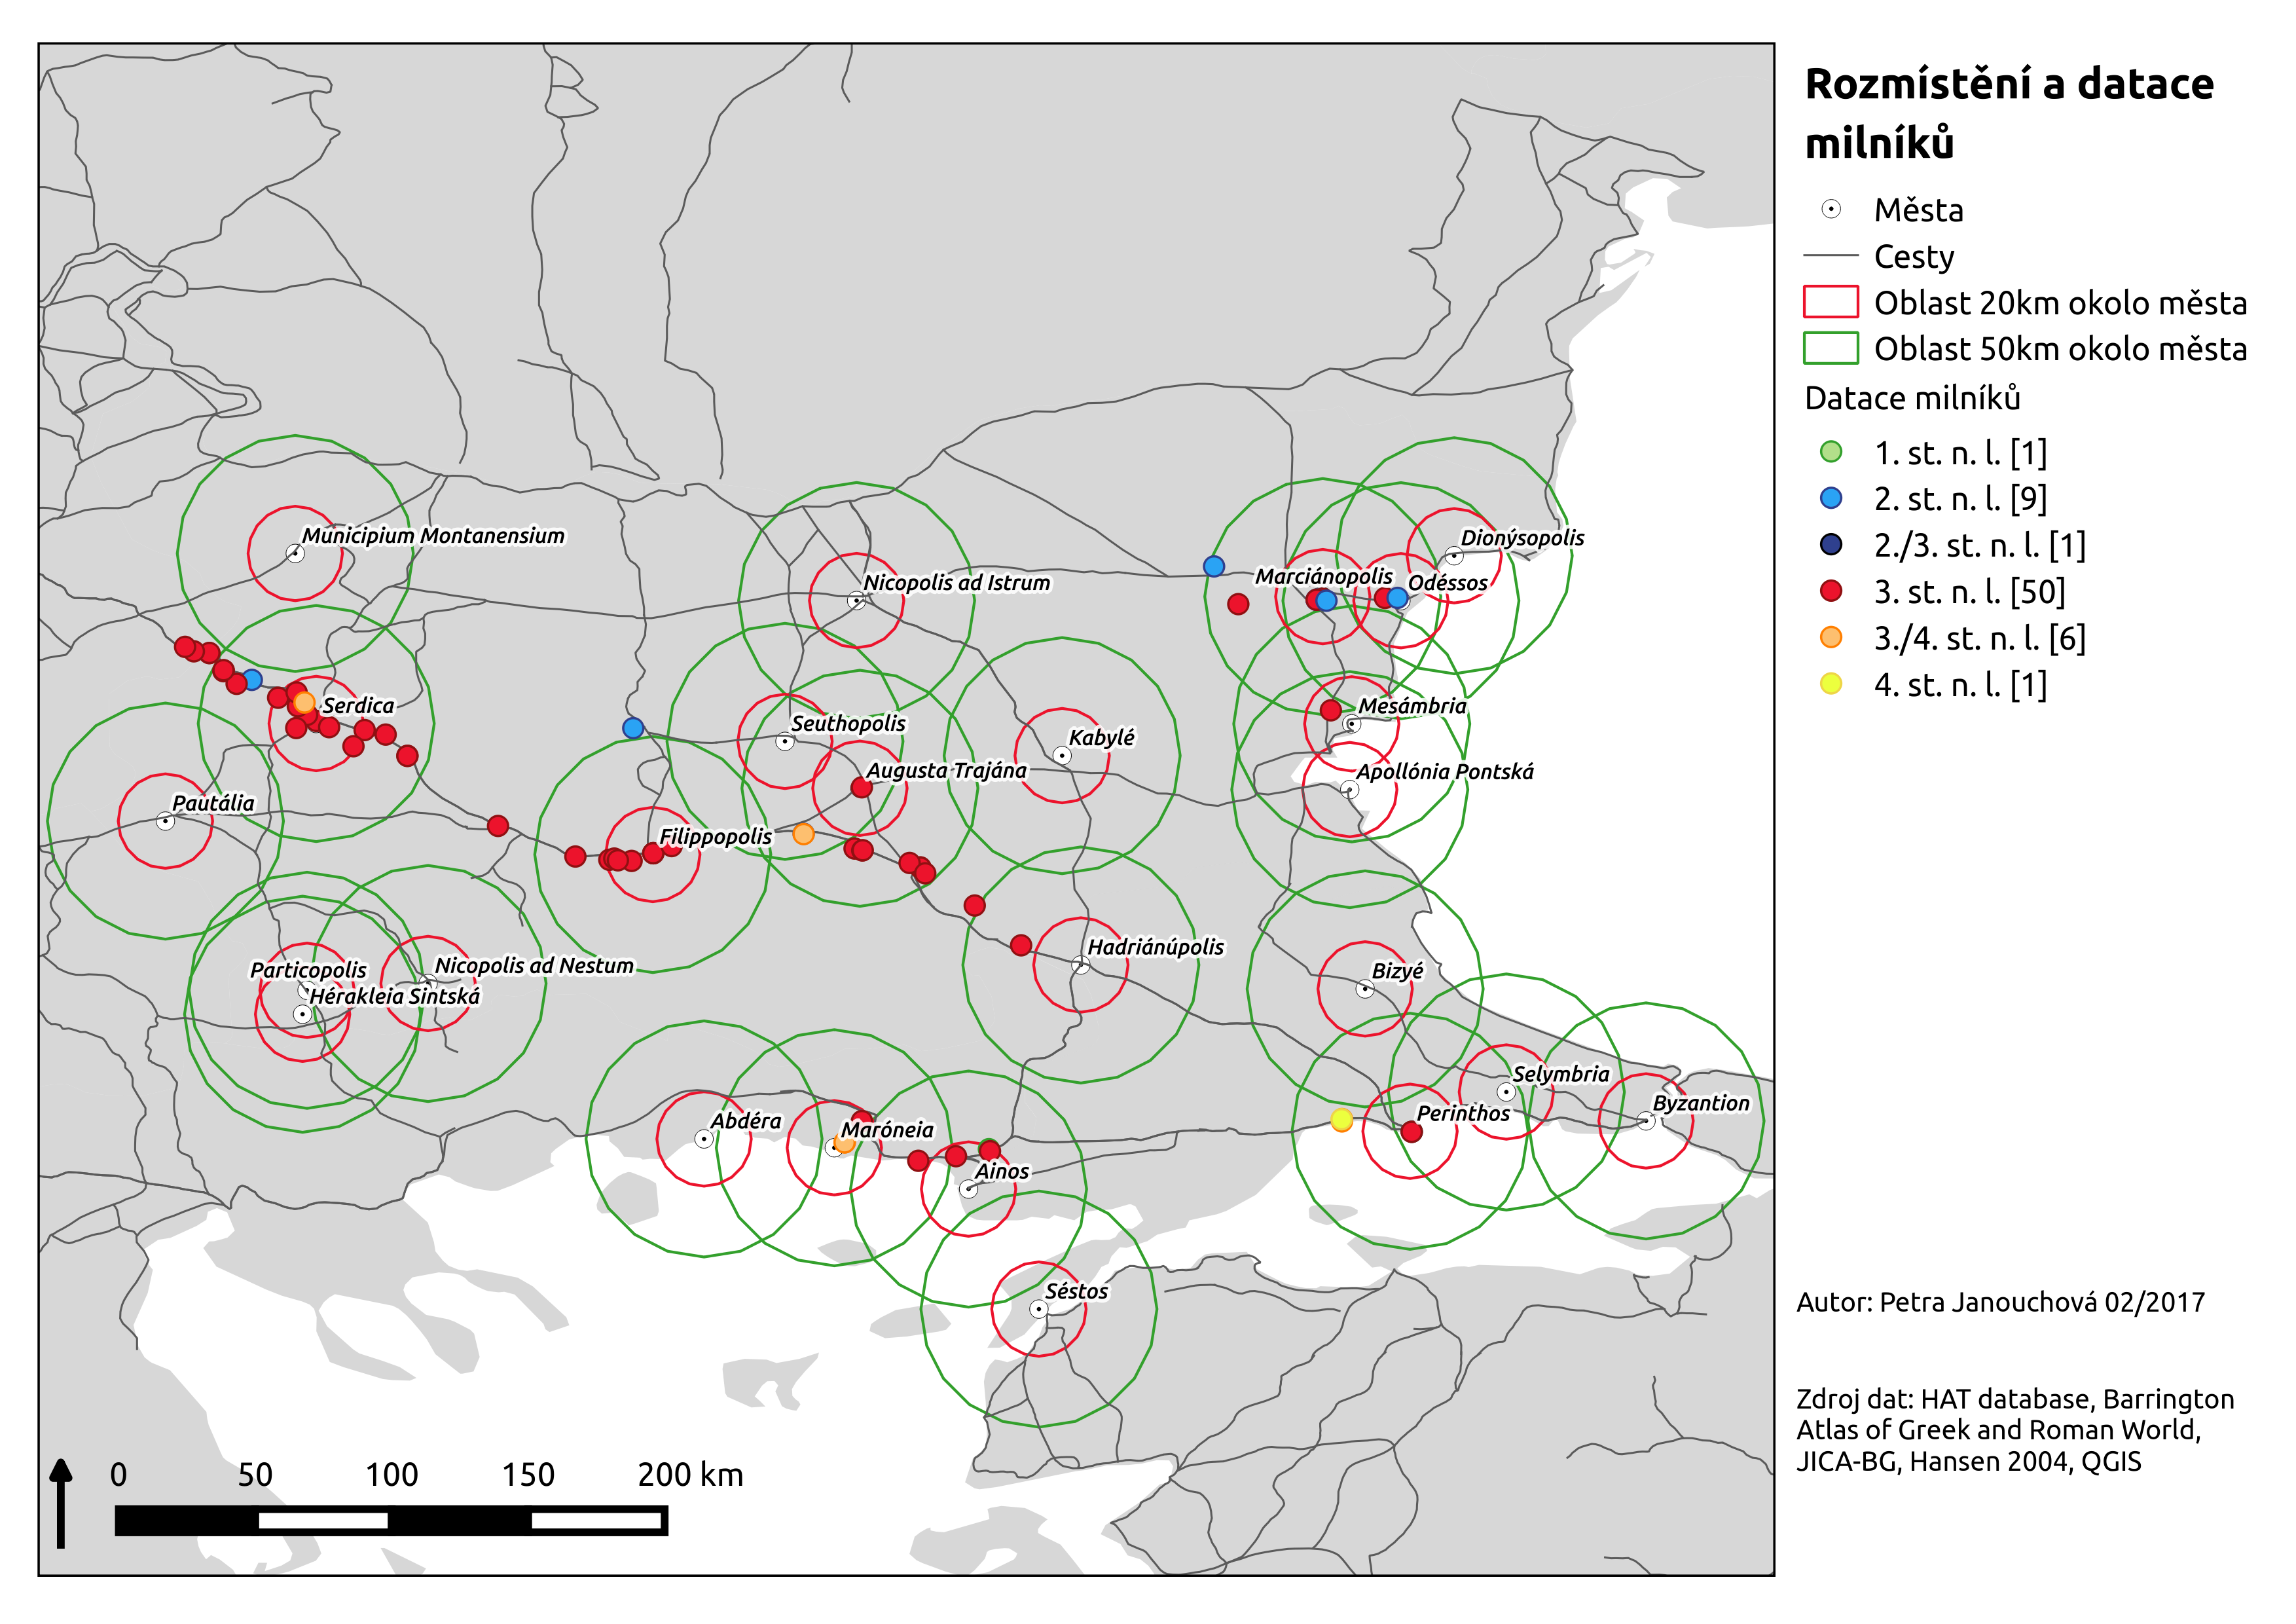 Rozmístění a datace
milníků
Města
Cesty
Oblast 20km okolo města
Oblast 50km okolo města
Datace milníků
1. st. n. l. [1]
2. st. n. l. [9]
2./3. st. n. l. [1]
3. st. n. l. [50]
3./4. st. n. l. [6]
4. st. n. l. [1]
Municipium Montanensium
Dionýsopolis
Nicopolis ad Istrum
Marciánopolis
Odéssos
Serdica
Mesámbria
Seuthopolis
Kabylé
Augusta Trajána
Apollónia Pontská
Pautália
Filippopolis
Hadriánúpolis
Particopolis
Nicopolis ad Nestum
Hérakleia Sintská
Bizyé
Selymbria
Byzantion
Perinthos
Abdéra
Maróneia
Ainos
Séstos
0 50 100 150 200 km
Autor: Petra Janouchová 02/2017
Zdroj dat: HAT database, Barrington
Atlas of Greek and Roman World,
JICA-BG, Hansen 2004, QGIS